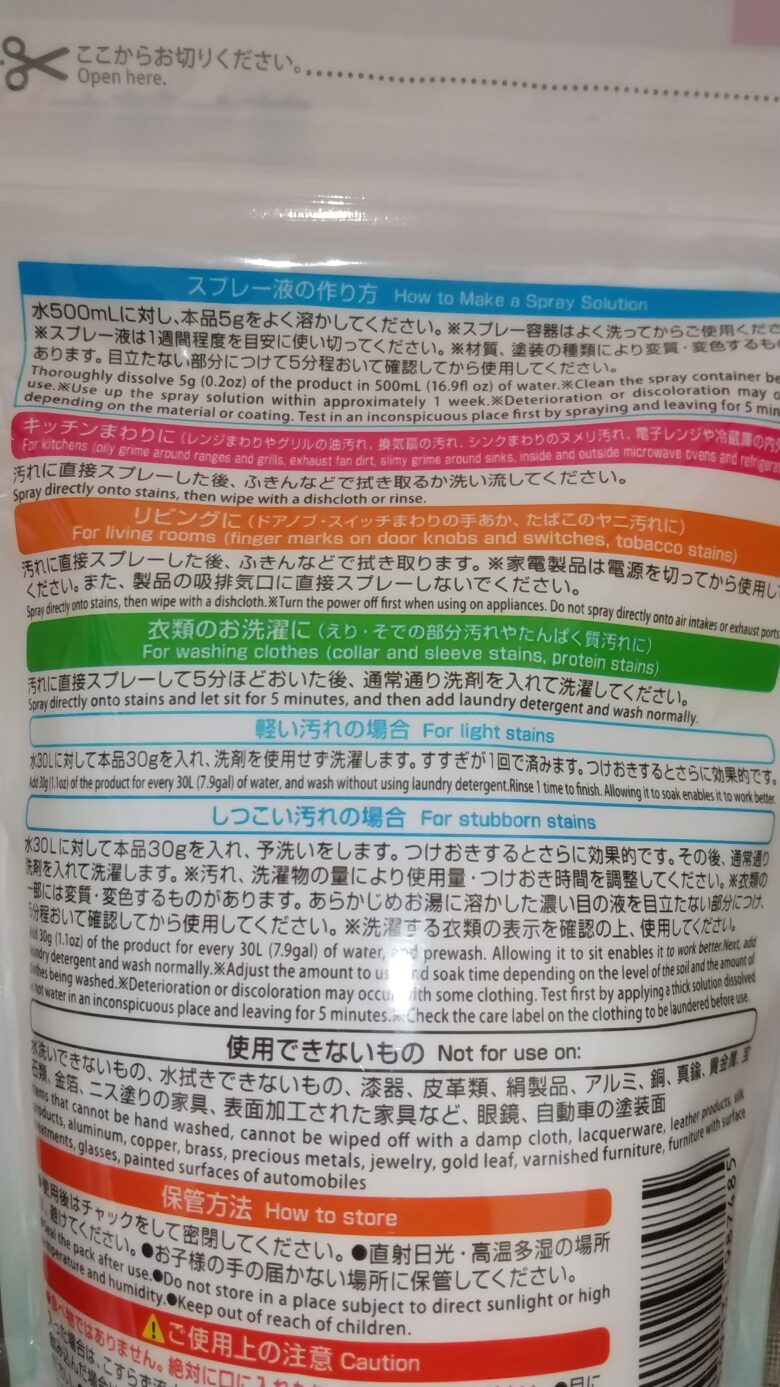 ここからお切りください。
Open here.
スプレー液の作り方 How to Make a Spray Solution
水500mLに対し、本品5gをよく溶かしてください。※スプレー容器はよく洗ってからご使用くださ
※スプレー液は1週間程度を目安に使い切ってください。※材質、塗装の種類により変質・変色するも
あります。目立たない部分につけて5分程おいて確認してから使用してください。
Thoroughly dissolve 5g (0.2oz) of the product in 500mL (16.9fl oz) of water.※Clean the spray container be
use.※Use up the spray solution within approximately 1 week.※Deterioration or discoloration may o
depending on the material or coating. Test in an inconspicuous place first by spraying and leaving for 5 min
キッチンまわりに(レンジまわりやグリルの油汚れ、換気扇の汚れ、シンクまわりのヌメリ汚れ、電子レンジや冷蔵庫の内外
For kitchens (oily grime around ranges and grills, exhaust fan dirt, slimy grime around sinks, inside and outside microwave ovens and refrigera
汚れに直接スプレーした後、ふきんなどで拭き取るか洗い流してください。
Spray directly onto stains, then wipe with a dishcloth or rinse.
リビングに(ドアノブ・スイッチまわりの手あか、たばこのヤニ汚れに)
For living rooms (finger marks on door knobs and switches, tobacco stains)
汚れに直接スプレーした後、ふきんなどで拭き取ります。※家電製品は電源を切ってから使用し
ください。また、製品の吸排気口に直接スプレーしないでください。
Spray directly onto stains, then wipe with a dishcloth.※Turn the power off first when using on appliances. Do not spray directly onto air intakes or exhaust ports
衣類のお洗濯に(えり・そでの部分汚れやたんぱく質汚れに)
For washing clothes (collar and sleeve stains, protein stains)
汚れに直接スプレーして5分ほどおいた後、通常通り洗剤を入れて洗濯してください。
Spray directly onto stains and let sit for 5 minutes, and then add laundry detergent and wash normally.
軽い汚れの場合 For light stains
水30Lに対して本品30gを入れ、洗剤を使用せず洗濯します。すすぎが1回で済みます。つけおきするとさらに効果的です。
Add 30g (1.1oz) of the product for every 30L (7.9gal) of water, and wash without using laundry detergent.Rinse 1 time to finish. Allowing it to soak enables it to work better.
しつこい汚れの場合 For stubborn stains
水30Lに対して本品30gを入れ、予洗いをします。つけおきするとさらに効果的です。その後、通常通り
洗剤を入れて洗濯します。※汚れ、洗濯物の量により使用量・つけおき時間を調整してください。※衣類の
一部には変質・変色するものがあります。あらかじめお湯に溶かした濃い目の液を目立たない部分につけ、
5分程おいて確認してから使用してください。※洗濯する衣類の表示を確認の上、使用してください。
Add 30g (1.1oz) of the product for every 30L (7.9gal) of water, and prewash. Allowing it to sit enables it to work better.Next, add
laundry detergent and wash normally.※Adjust the amount to use and soak time depending on the level of the soil and the amount of
clothes being washed.※Deterioration or discoloration may occur with some clothing. Test first by applying a thick solution dissolved
in hot water in an inconspicuous place and leaving for 5 minutes.※Check the care label on the clothing to be laundered before use.
使用できないもの Not for use on:
水洗いできないもの、水拭きできないもの、漆器、皮革類、絹製品、アルミ、銅、真鍮、貴金属、宝
石類、金箔、ニス塗りの家具、表面加工された家具など、眼鏡、自動車の塗装面
Items that cannot be hand washed, cannot be wiped off with a damp cloth, lacquerware, leather products, silk
products, aluminum, copper, brass, precious metals, jewelry, gold leaf, varnished furniture, furniture with surface
treatments, glasses, painted surfaces of automobiles
保管方法 How to store
●使用後はチャックをして密閉してください。●直射日光・高温多湿の場所
避けてください。●お子様の手の届かない場所に保管してください。
●Seal the pack after use.●Do not store in a place subject to direct sunlight or high
temperature and humidity.●Keep out of reach of children.
ご使用上の注意 Caution
●食べ物ではありません。絶対に口に入れ
入った場合は、こすらず
●目に